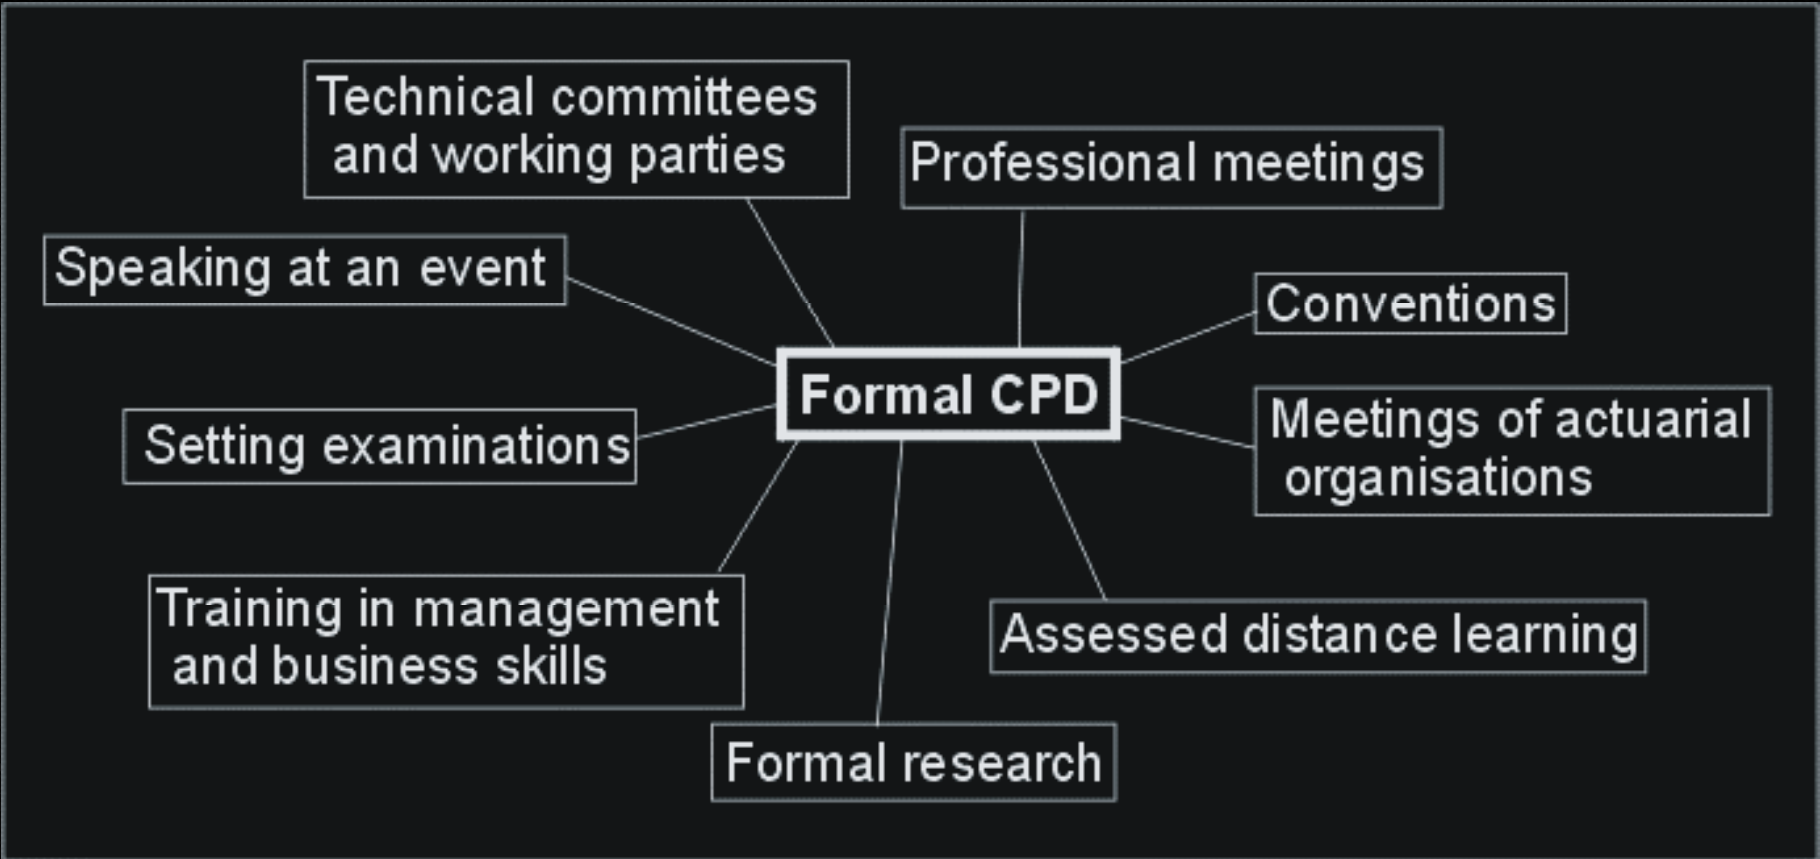 Technical committees
and working parties
Professional meetings
Speaking at an event
Conventions
Formal CPD
Setting examinations
Meetings of actuarial
organisations
Training in management
and business skills
Assessed distance learning
Formal research